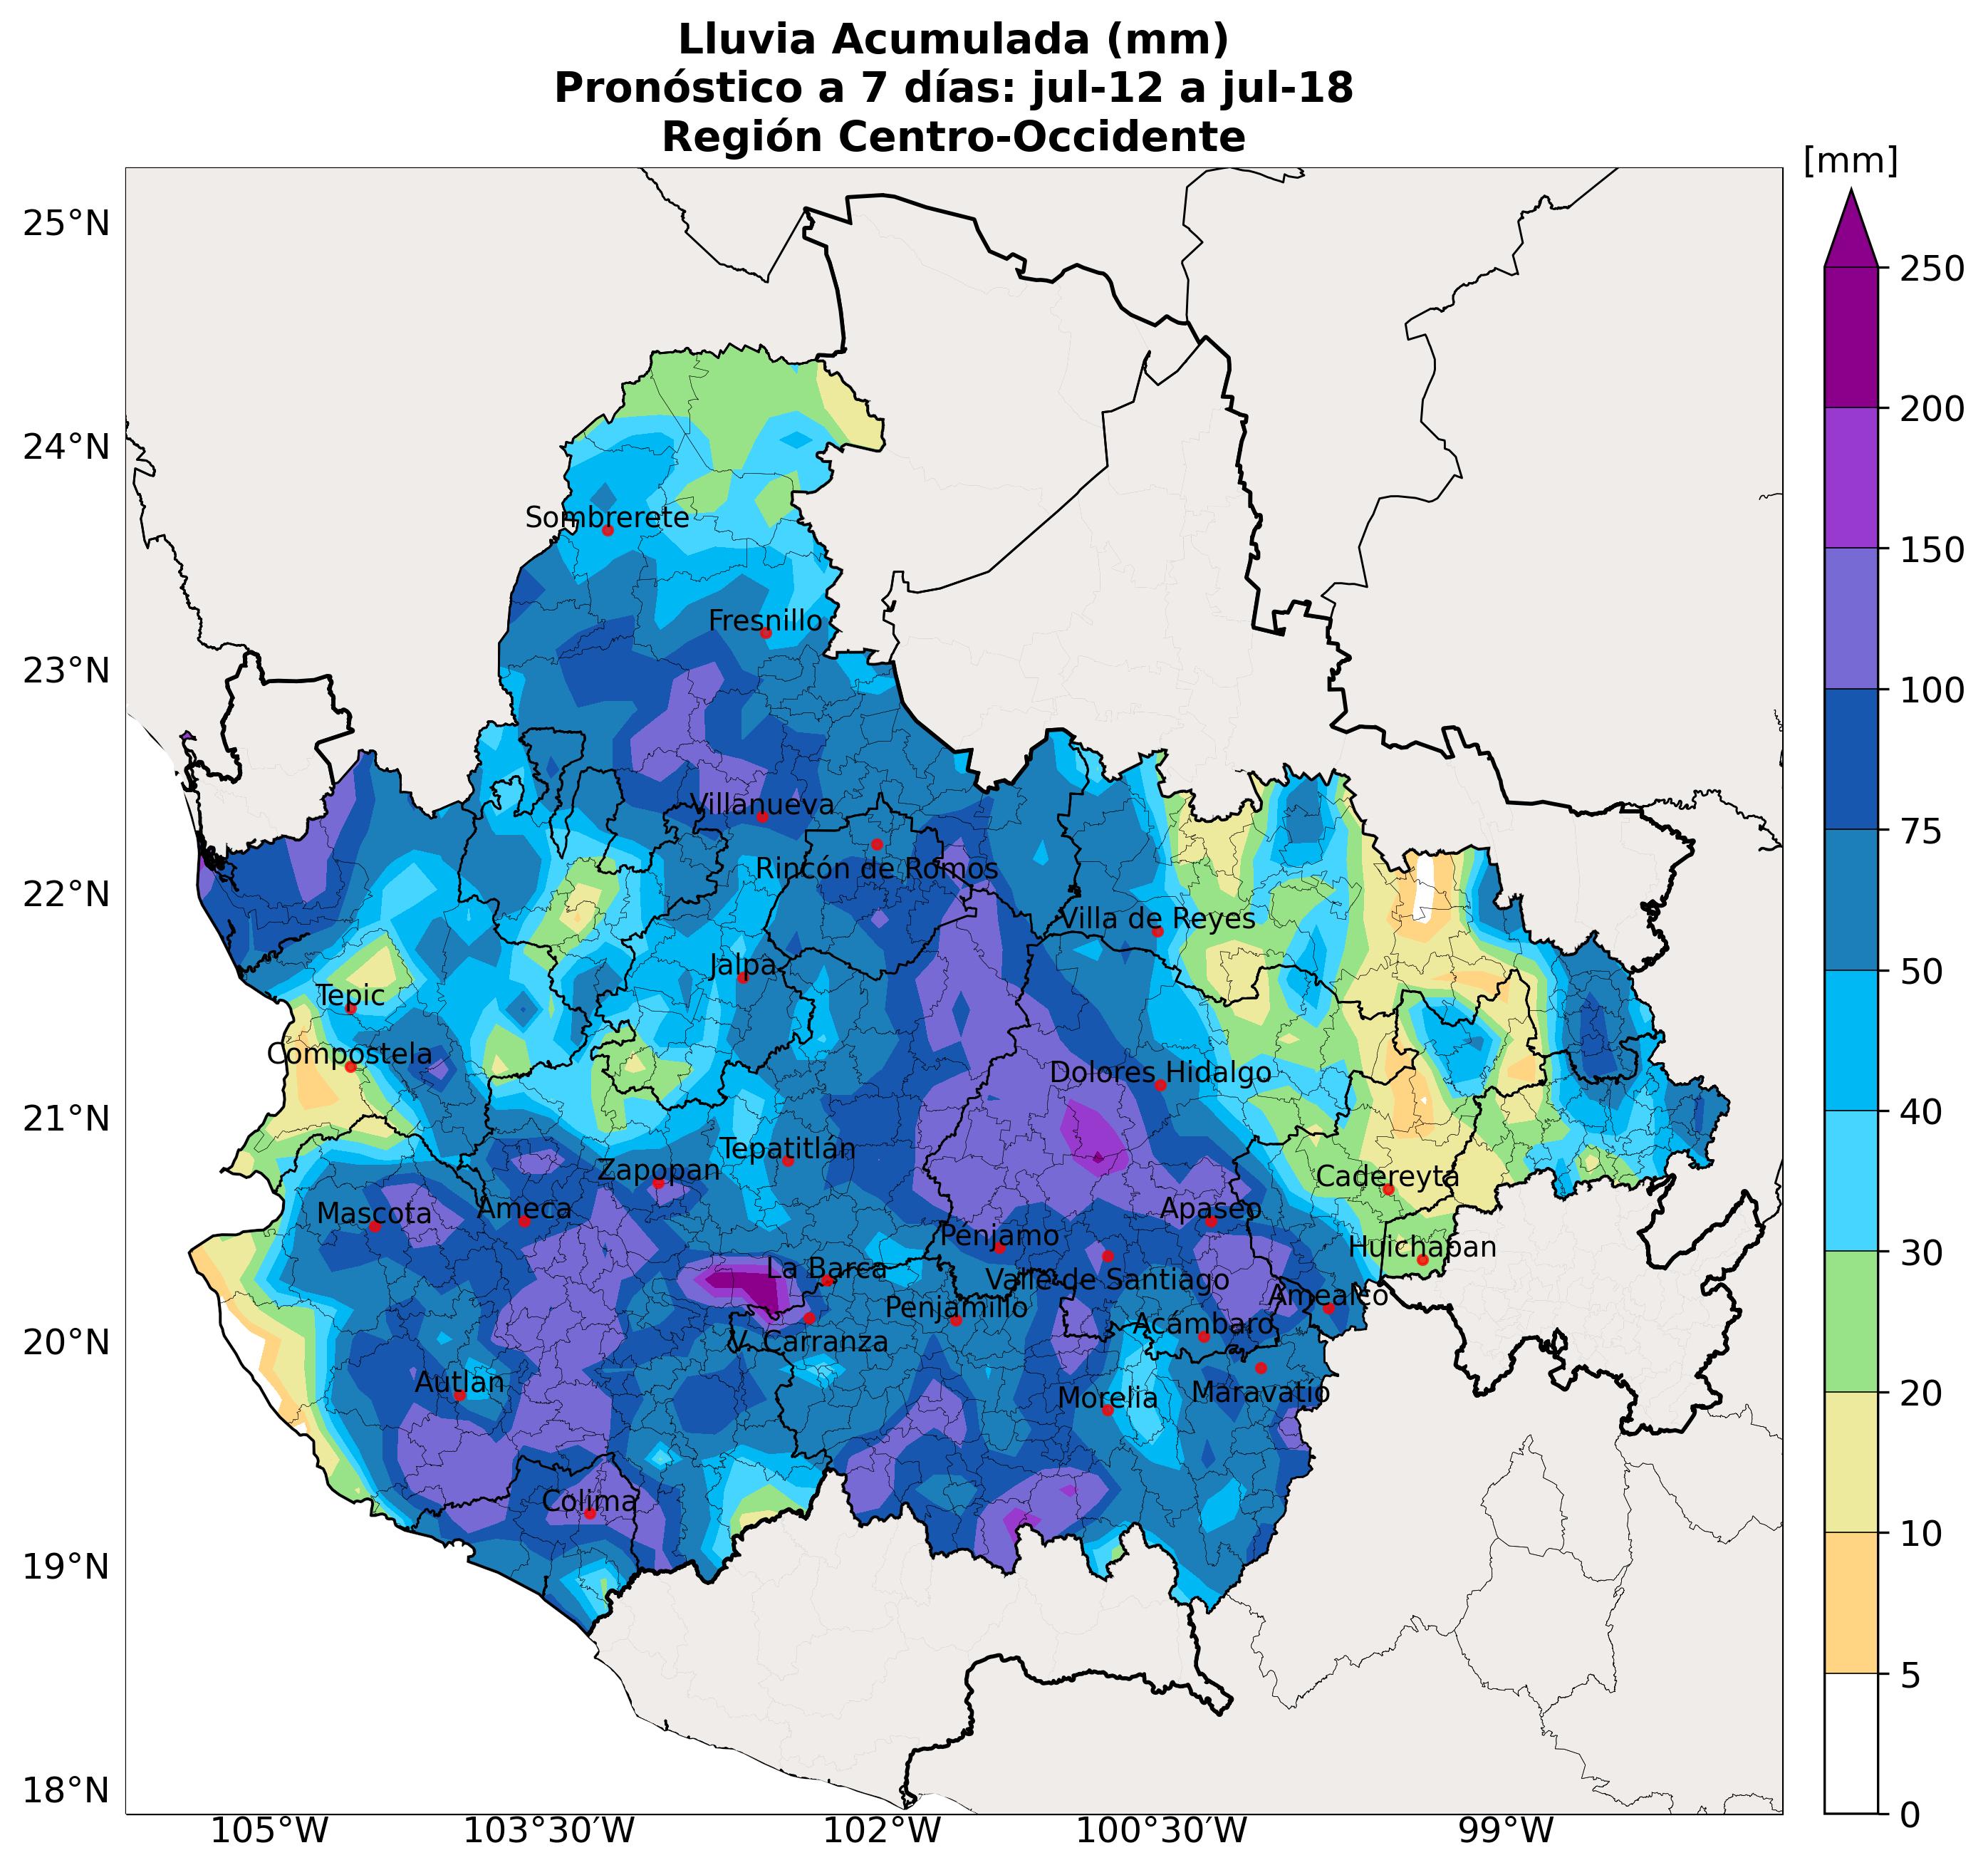 Lluvia Acumulada (mm)
Pronóstico a 7 días: jul-12 a jul-18
Región Centro-Occidente
[mm]
25°N
24°N
23°N
22°N
21°N
20°N
19°N
18°N
105°W
103°30'W
102°W
100°30'W
99°W
250
200
150
100
75
50
40
30
20
10
5
0
Sombrerete
Fresnillo
Villanueva
Rincón de Romos
Villa de Reyes
Jalpa
Tepic
Compostela
Dolores Hidalgo
Tepatitlán
Zapopan
Cadereyta
Ameca
Mascota
Apaseo
Penjamo
Huichapan
La Barca
Valle de Santiago
Amealco
Penjamillo
Acámbaro
V. Carranza
Autlan
Morelia
Maravatío
Colima